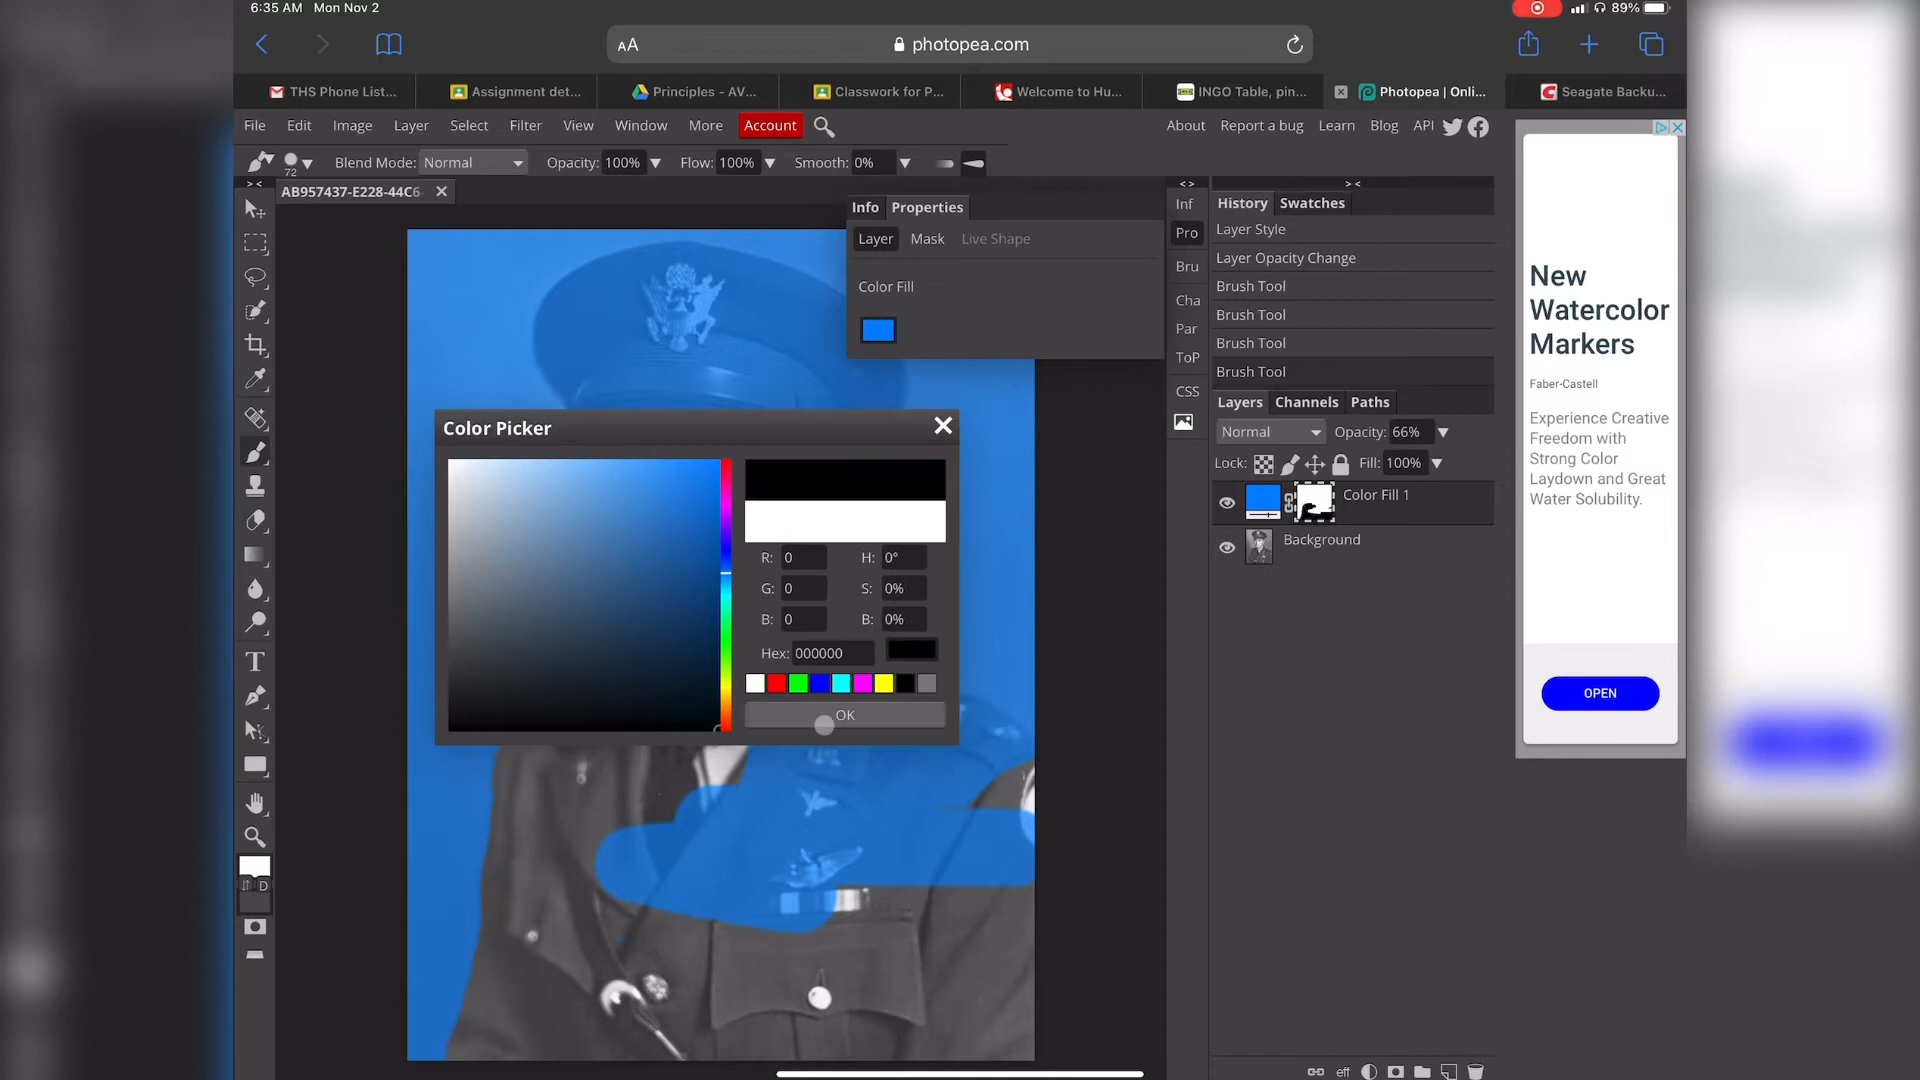 6:35 AM Mon Nov 2
89%
AA photopea.com
THS Phone List...
Assignment det...
Principles - AV...
Classwork for P...
Welcome to Hu...
INGO Table, pin...
Photopea | Onli...
Seagate Backu...
File Edit Image Layer Select Filter View Window More Account
About Report a bug Learn Blog API
72 Blend Mode: Normal Opacity: 100% Flow: 100% Smooth: 0%
AB957437-E228-44C6
Info Properties
Layer Mask Live Shape
Color Fill
Inf
Pro
Bru
Cha
Par
ToP
CSS
History Swatches
Layer Style
Layer Opacity Change
Brush Tool
Brush Tool
Brush Tool
Brush Tool
Layers Channels Paths
Normal Opacity: 66%
Lock: Fill: 100%
Color Fill 1
Background
Color Picker
R: 0 H: 0°
G: 0 S: 0%
B: 0 B: 0%
Hex: 000000
OK
D
eff
New
Watercolor
Markers
Faber-Castell
Experience Creative
Freedom with
Strong Color
Laydown and Great
Water Solubility.
OPEN